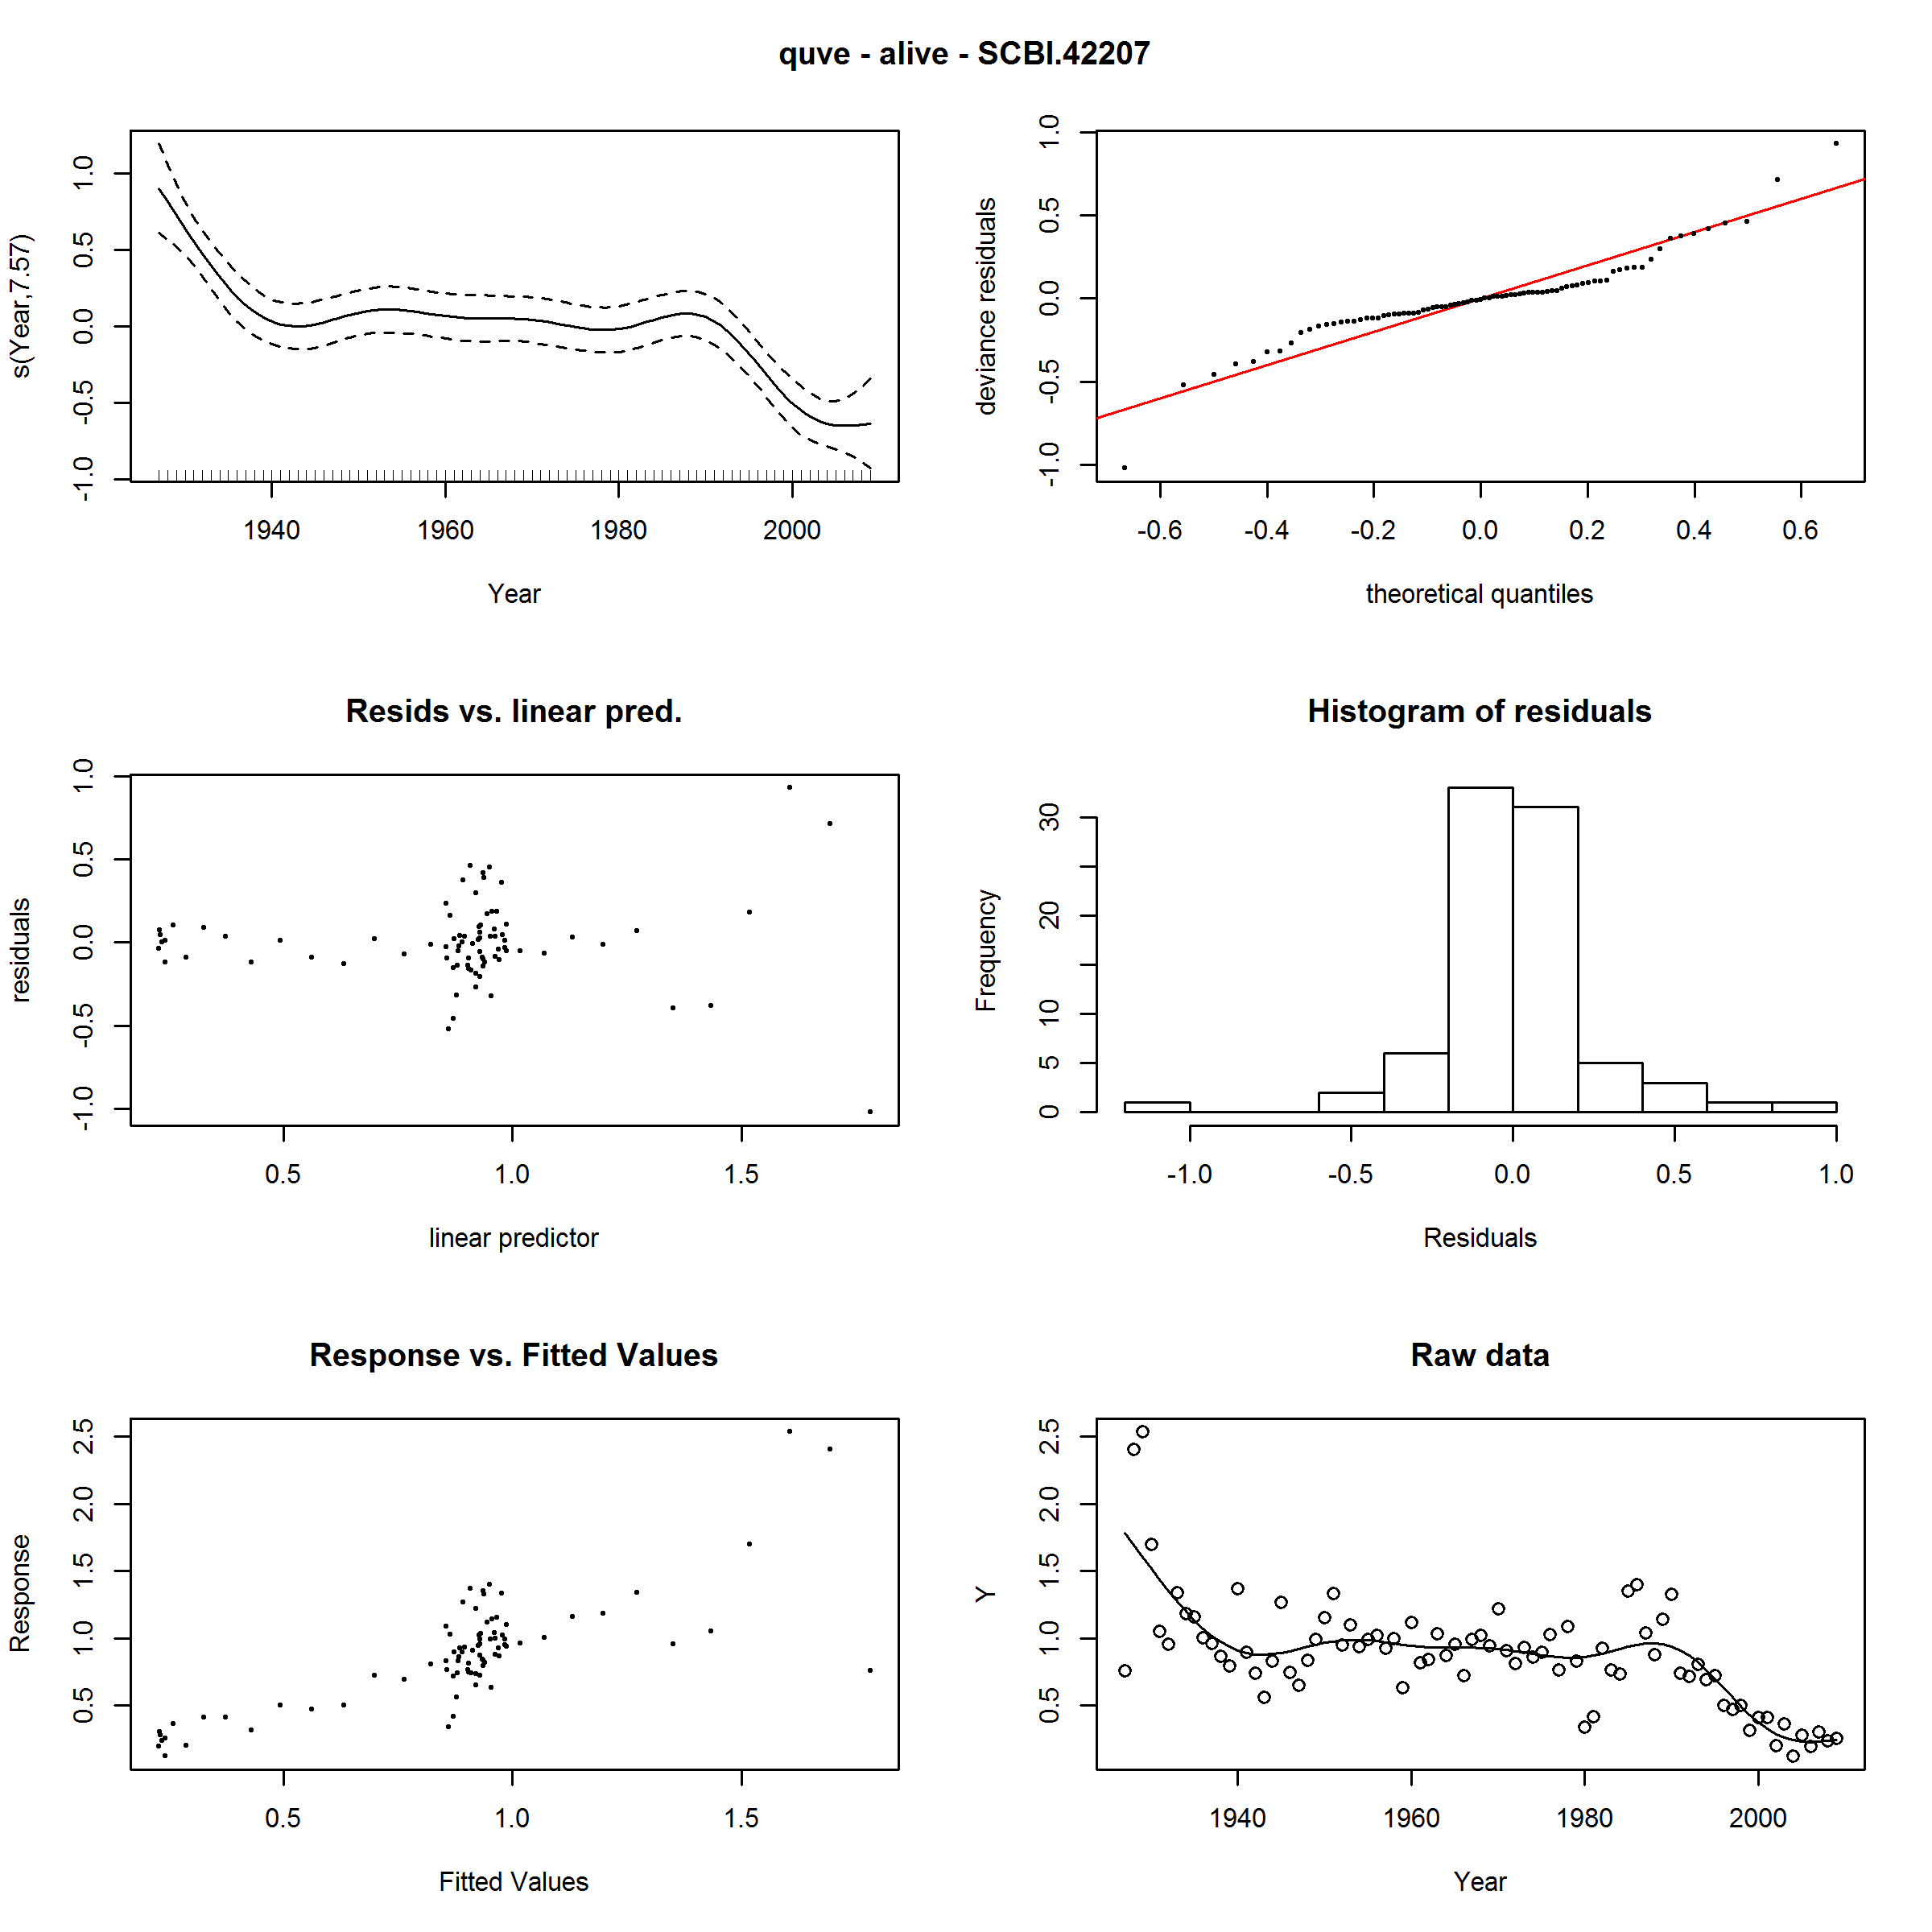 quve - alive - SCBI.42207
s(Year,7.57)
1.0
0.5
0.0
-0.5
-1.0
1940 1960 1980 2000
Year
deviance residuals
1.0
0.5
0.0
-0.5
-1.0
-0.6 -0.4 -0.2 0.0 0.2 0.4 0.6
theoretical quantiles
Resids vs. linear pred.
residuals
1.0
0.5
0.0
-0.5
-1.0
0.5 1.0 1.5
linear predictor
Histogram of residuals
Frequency
30
20
10
5
0
-1.0 -0.5 0.0 0.5 1.0
Residuals
Response vs. Fitted Values
Response
2.5
2.0
1.5
1.0
0.5
0.5 1.0 1.5
Fitted Values
Raw data
Y
2.5
2.0
1.5
1.0
0.5
1940 1960 1980 2000
Year